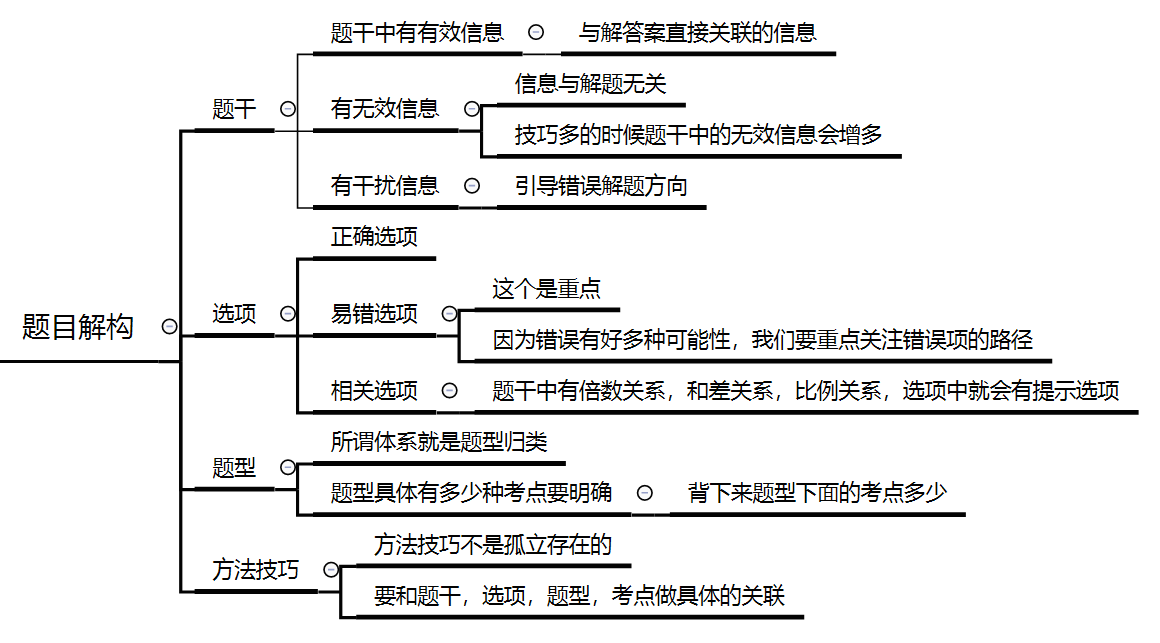 题目解构
题干
题干中有有效信息
与解答案直接关联的信息
有无效信息
信息与解题无关
技巧多的时候题干中的无效信息会增多
有干扰信息
引导错误解题方向
选项
正确选项
易错选项
这个是重点
因为错误有好多种可能性，我们要重点关注错误项的路径
相关选项
题干中有倍数关系，和差关系，比例关系，选项中就会有提示选项
题型
所谓体系就是题型归类
题型具体有多少种考点要明确
背下来题型下面的考点多少
方法技巧
方法技巧不是孤立存在的
要和题干，选项，题型，考点做具体的关联